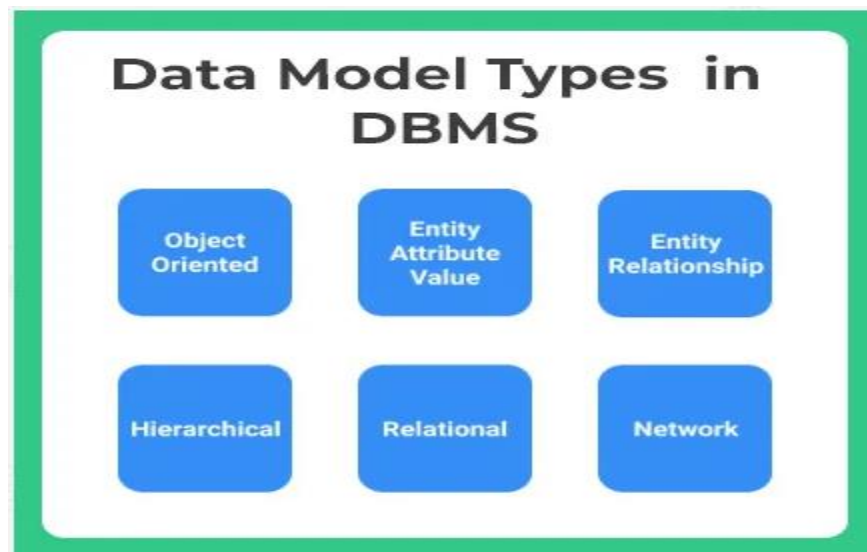 Data Model Types in
DBMS
Object
Oriented
Entity
Attribute
Value
Entity
Relationship
Hierarchical
Relational
Network